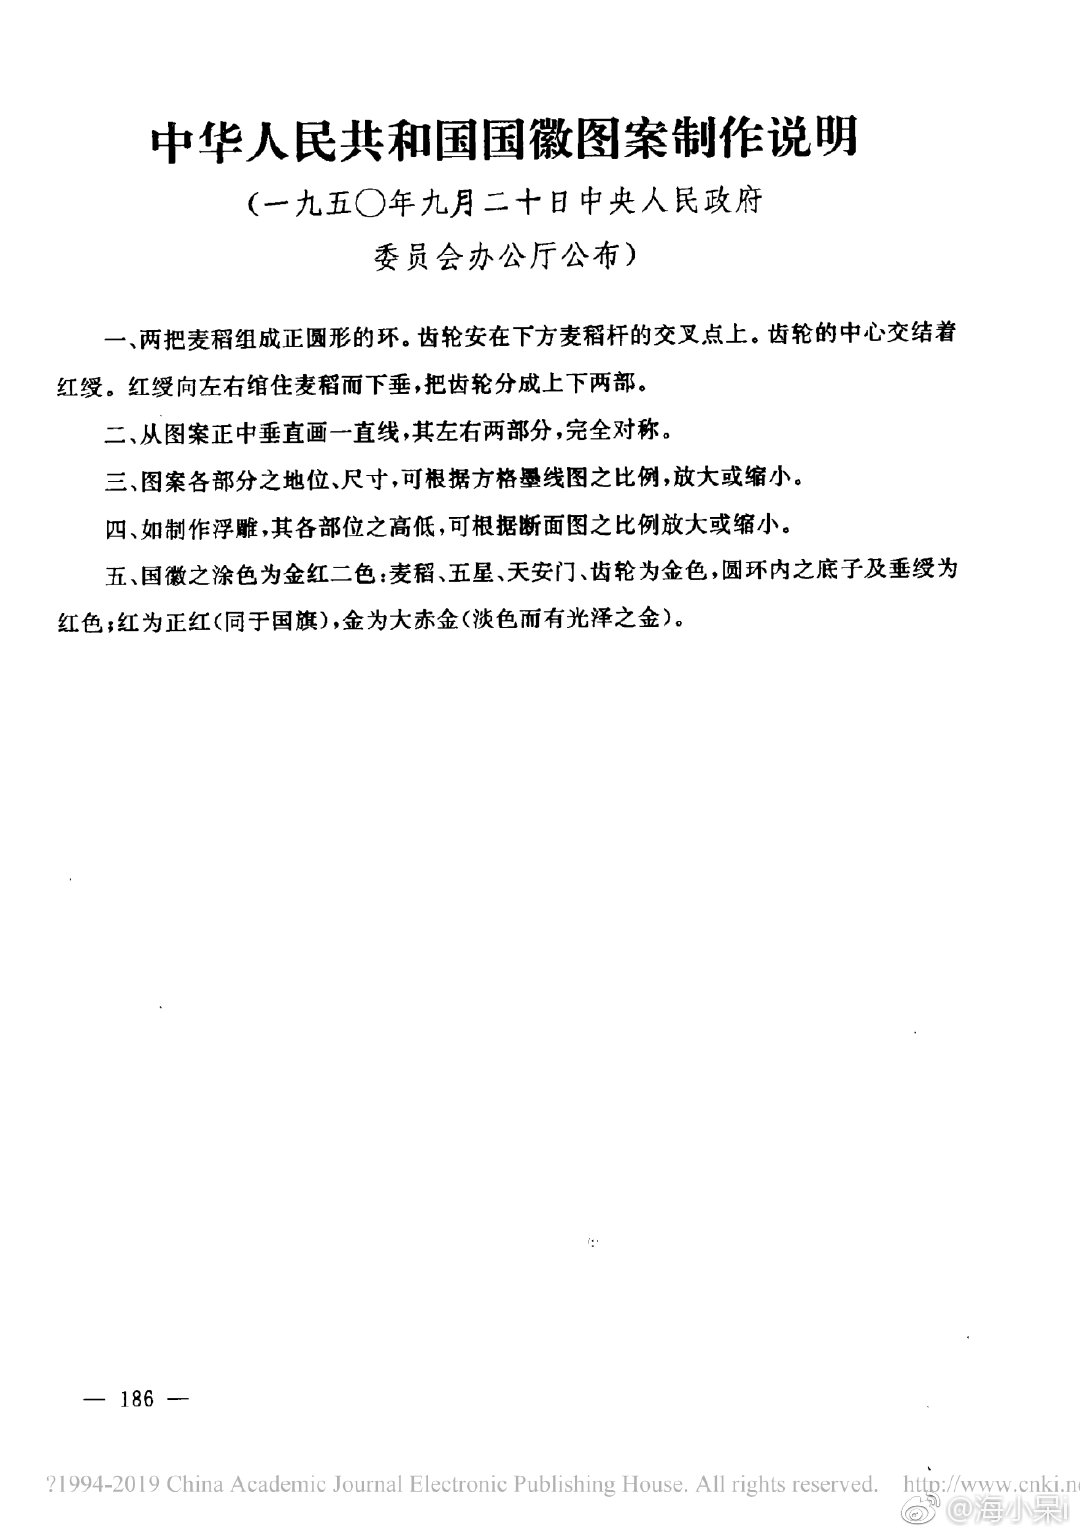 中华人民共和国国徽图案制作说明
(一九五〇年九月二十日中央人民政府
委员会办公厅公布)
一、两把麦稻组成正圆形的环。齿轮安在下方麦稻杆的交叉点上。齿轮的中心交结着
红绶。红绶向左右绾住麦稻而下垂,把齿轮分成上下两部。
二、从图案正中垂直画一直线,其左右两部分,完全对称。
三、图案各部分之地位、尺寸,可根据方格墨线图之比例,放大或缩小。
四、如制作浮雕,其各部位之高低,可根据断面图之比例放大或缩小。
五、国徽之涂色为金红二色:麦稻、五星、天安门、齿轮为金色,圆环内之底子及垂绶为
红色;红为正红(同于国旗),金为大赤金(淡色而有光泽之金)。
— 186 —
?1994-2019 China Academic Journal Electronic Publishing House. All rights reserved. http://www.cnki.ne
@海小呆i